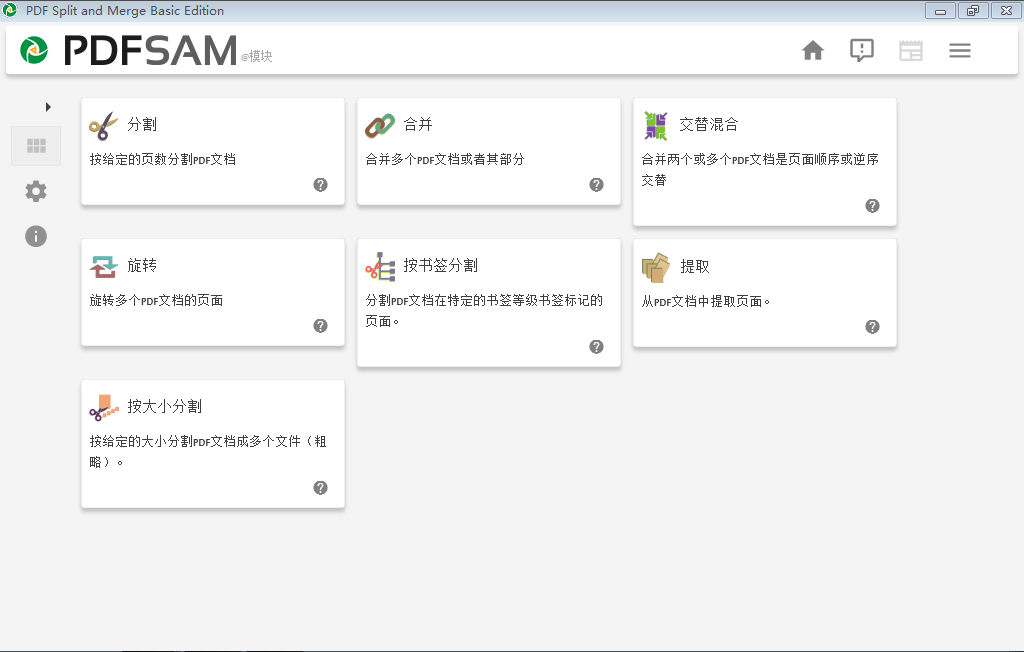 PDF Split and Merge Basic Edition
PDFSAM @模块
分割
按给定的页数分割PDF文档
合并
合并多个PDF文档或者其部分
交替混合
合并两个或多个PDF文档是页面顺序或逆序
交替
旋转
旋转多个PDF文档的页面
按书签分割
分割PDF文档在特定的书签等级书签标记的
页面。
提取
从PDF文档中提取页面。
按大小分割
按给定的大小分割PDF文档成多个文件（粗
略）。